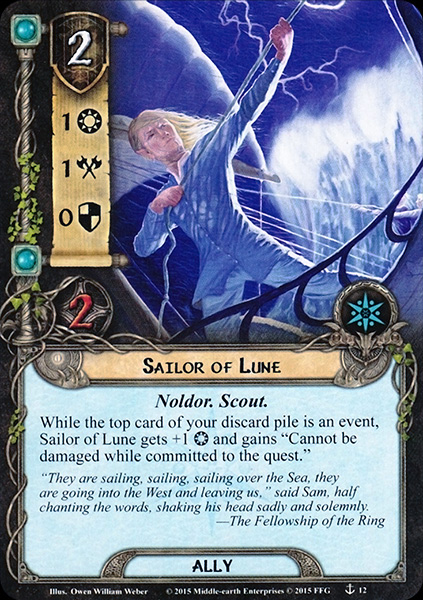 2
1
1
0
2
SAILOR OF LUNE
Noldor. Scout.
While the top card of your discard pile is an event,
Sailor of Lune gets +1 and gains “Cannot be
damaged while committed to the quest.”
“They are sailing, sailing, sailing over the Sea, they
are going into the West and leaving us,” said Sam, half
chanting the words, shaking his head sadly and solemnly.
—The Fellowship of the Ring
ALLY
Illus. Owen William Weber © 2015 Middle-earth Enterprises © 2015 FFG 12